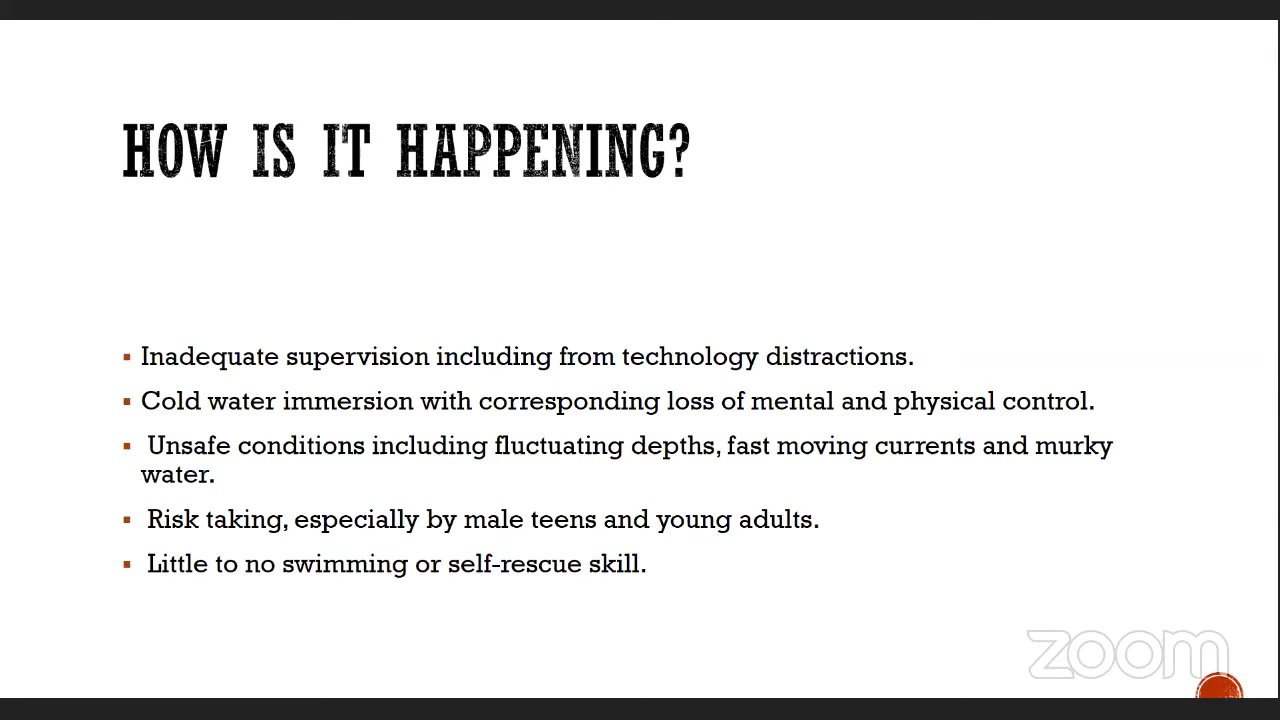 HOW IS IT HAPPENING?
▪ Inadequate supervision including from technology distractions.
▪ Cold water immersion with corresponding loss of mental and physical control.
▪ Unsafe conditions including fluctuating depths, fast moving currents and murky
water.
▪ Risk taking, especially by male teens and young adults.
▪ Little to no swimming or self-rescue skill.
zoom